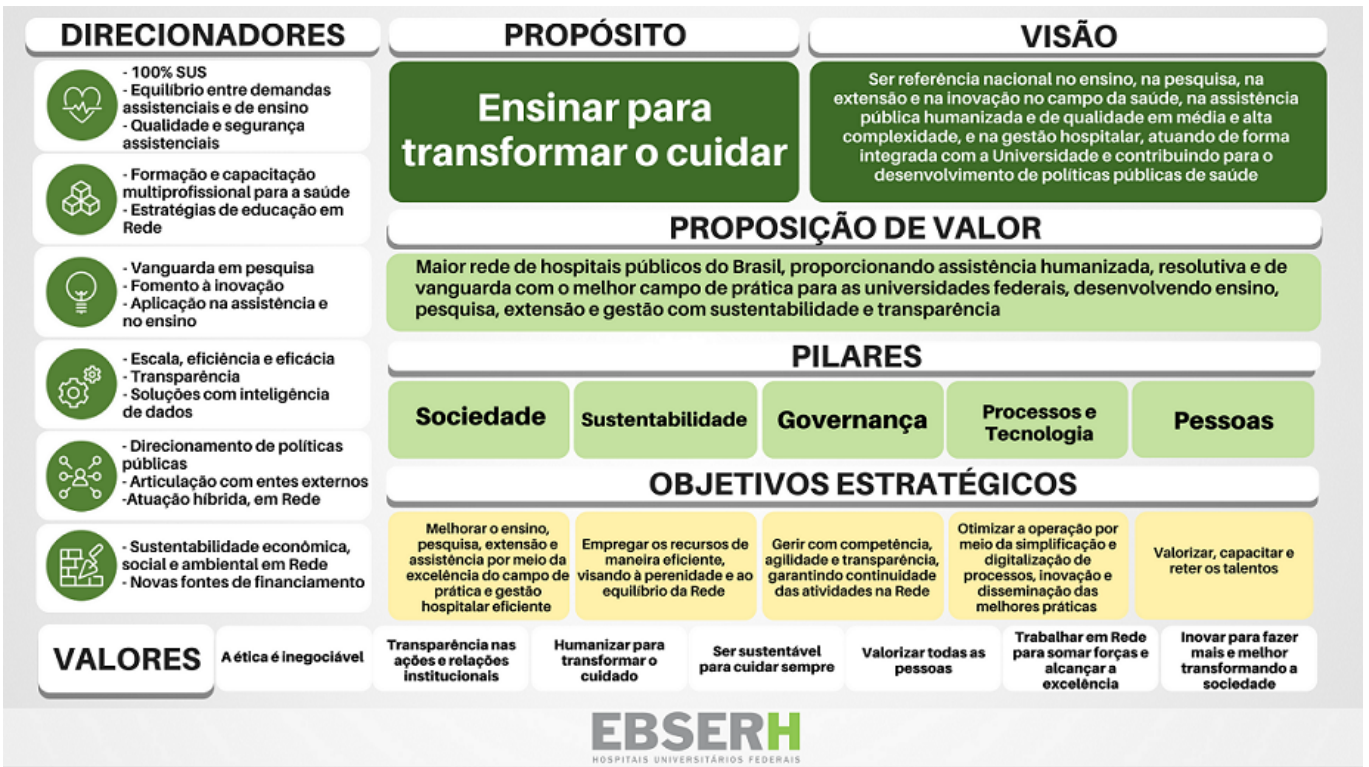 DIRECIONADORES
- 100% SUS
- Equilíbrio entre demandas
assistenciais e de ensino
- Qualidade e segurança
assistenciais
- Formação e capacitação
multiprofissional para a saúde
- Estratégias de educação em
Rede
- Vanguarda em pesquisa
- Fomento à inovação
- Aplicação na assistência e
no ensino
- Escala, eficiência e eficácia
- Transparência
- Soluções com inteligência
de dados
- Direcionamento de políticas
públicas
- Articulação com entes externos
-Atuação híbrida, em Rede
- Sustentabilidade econômica,
social e ambiental em Rede
- Novas fontes de financiamento
PROPÓSITO
Ensinar para
transformar o cuidar
VISÃO
Ser referência nacional no ensino, na pesquisa, na
extensão e na inovação no campo da saúde, na assistência
pública humanizada e de qualidade em média e alta
complexidade, e na gestão hospitalar, atuando de forma
integrada com a Universidade e contribuindo para o
desenvolvimento de políticas públicas de saúde
PROPOSIÇÃO DE VALOR
Maior rede de hospitais públicos do Brasil, proporcionando assistência humanizada, resolutiva e de
vanguarda com o melhor campo de prática para as universidades federais, desenvolvendo ensino,
pesquisa, extensão e gestão com sustentabilidade e transparência
PILARES
Sociedade
Sustentabilidade
Governança
Processos e
Tecnologia
Pessoas
OBJETIVOS ESTRATÉGICOS
Melhorar o ensino,
pesquisa, extensão e
assistência por meio da
excelência do campo de
prática e gestão
hospitalar eficiente
Empregar os recursos de
maneira eficiente,
visando à perenidade e ao
equilíbrio da Rede
Gerir com competência,
agilidade e transparência,
garantindo continuidade
das atividades na Rede
Otimizar a operação por
meio da simplificação e
digitalização de
processos, inovação e
disseminação das
melhores práticas
Valorizar, capacitar e
reter os talentos
VALORES
A ética é inegociável
Transparência nas
ações e relações
institucionais
Humanizar para
transformar o
cuidado
Ser sustentável
para cuidar sempre
Valorizar todas as
pessoas
Trabalhar em Rede
para somar forças e
alcançar a
excelência
Inovar para fazer
mais e melhor
transformando a
sociedade
EBSERH
HOSPITAIS UNIVERSITÁRIOS FEDERAIS